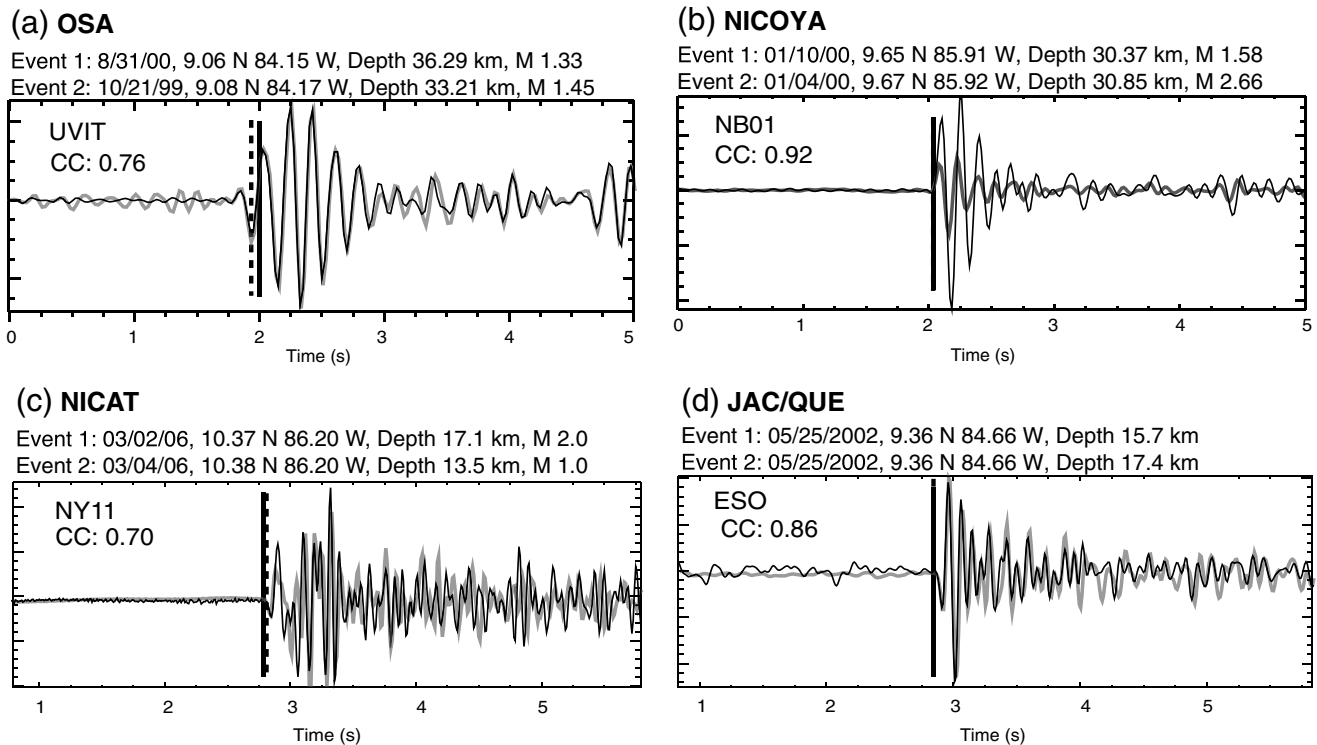 (a) OSA
Event 1: 8/31/00, 9.06 N 84.15 W, Depth 36.29 km, M 1.33
Event 2: 10/21/99, 9.08 N 84.17 W, Depth 33.21 km, M 1.45
UVIT
CC: 0.76
0 1 2 3 4 5
Time (s)
(b) NICOYA
Event 1: 01/10/00, 9.65 N 85.91 W, Depth 30.37 km, M 1.58
Event 2: 01/04/00, 9.67 N 85.92 W, Depth 30.85 km, M 2.66
NB01
CC: 0.92
0 1 2 3 4 5
Time (s)
(c) NICAT
Event 1: 03/02/06, 10.37 N 86.20 W, Depth 17.1 km, M 2.0
Event 2: 03/04/06, 10.38 N 86.20 W, Depth 13.5 km, M 1.0
NY11
CC: 0.70
1 2 3 4 5
Time (s)
(d) JAC/QUE
Event 1: 05/25/2002, 9.36 N 84.66 W, Depth 15.7 km
Event 2: 05/25/2002, 9.36 N 84.66 W, Depth 17.4 km
ESO
CC: 0.86
1 2 3 4 5
Time (s)